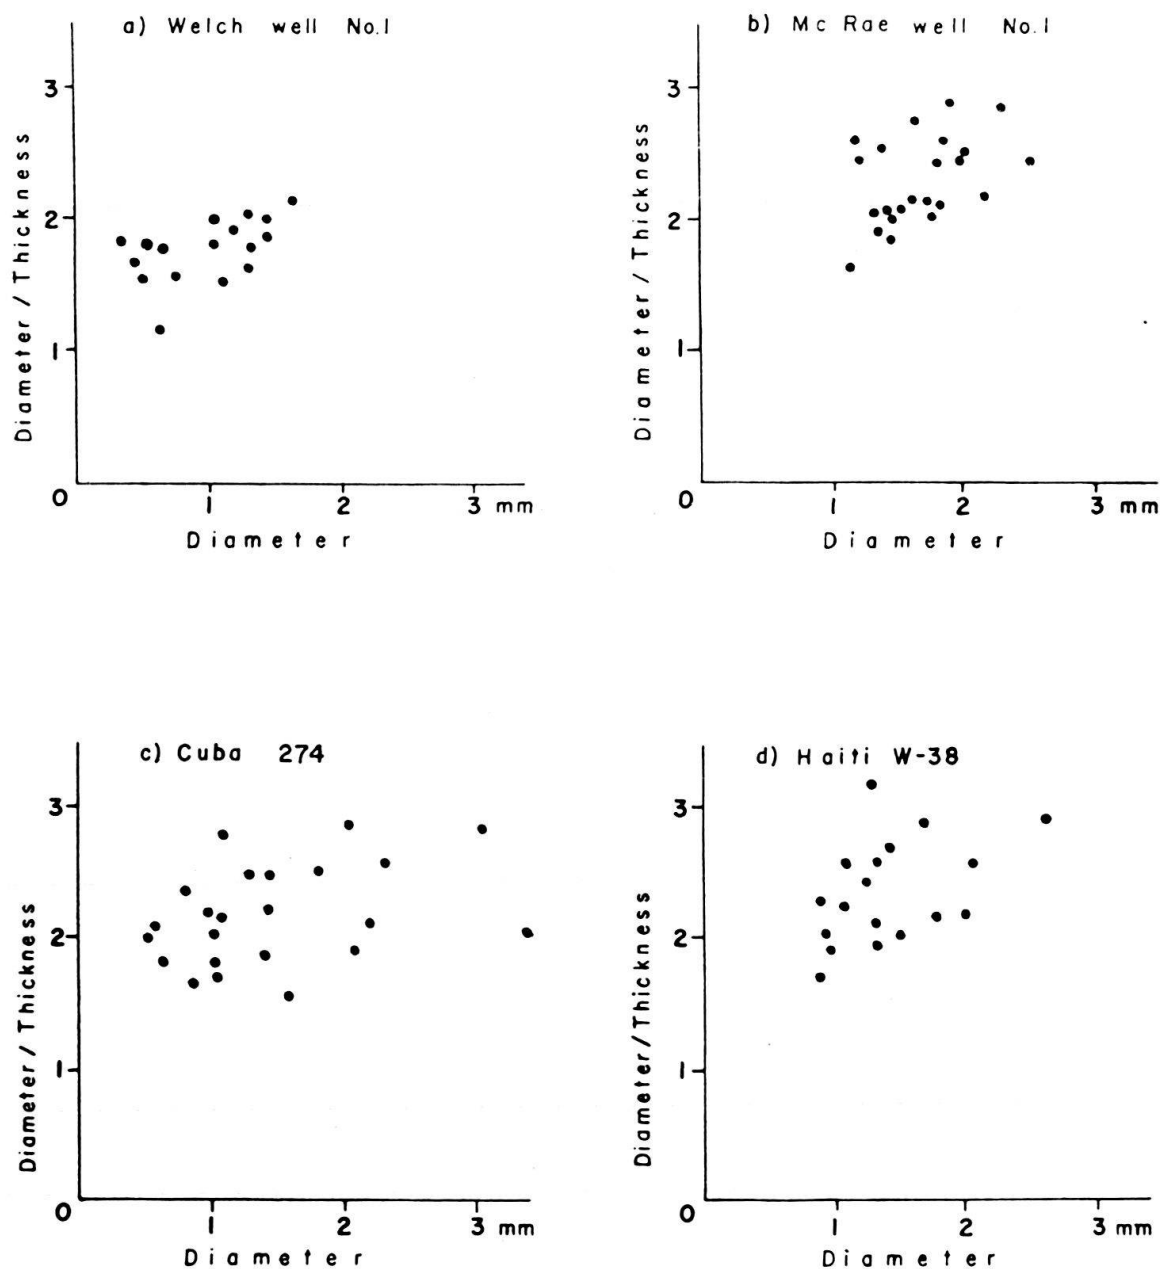 a) Welch well No.1
3
2
1
0
1 2 3 mm
Diameter
Diameter / Thickness
b) Mc Rae well No.1
3
2
1
0
1 2 3 mm
Diameter
Diameter / Thickness
c) Cuba 274
3
2
1
0
1 2 3 mm
Diameter
Diameter / Thickness
d) Haiti W-38
3
2
1
0
1 2 3 mm
Diameter
Diameter/Thickness